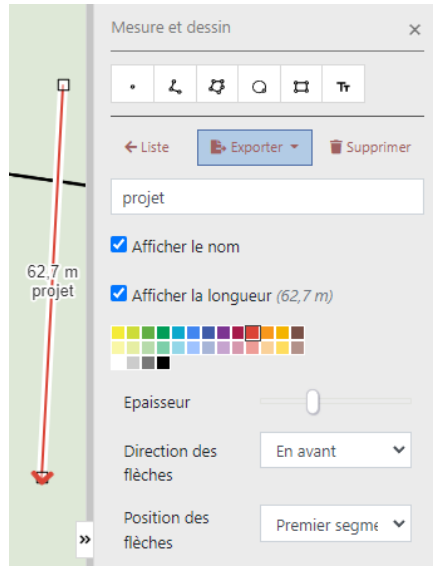 Mesure et dessin
×
Tт
← Liste
Exporter
Supprimer
projet
Afficher le nom
62,7 m
projet
Afficher la longueur (62,7 m)
Epaisseur
Direction des
flèches
En avant
Position des
flèches
Premier segme
»